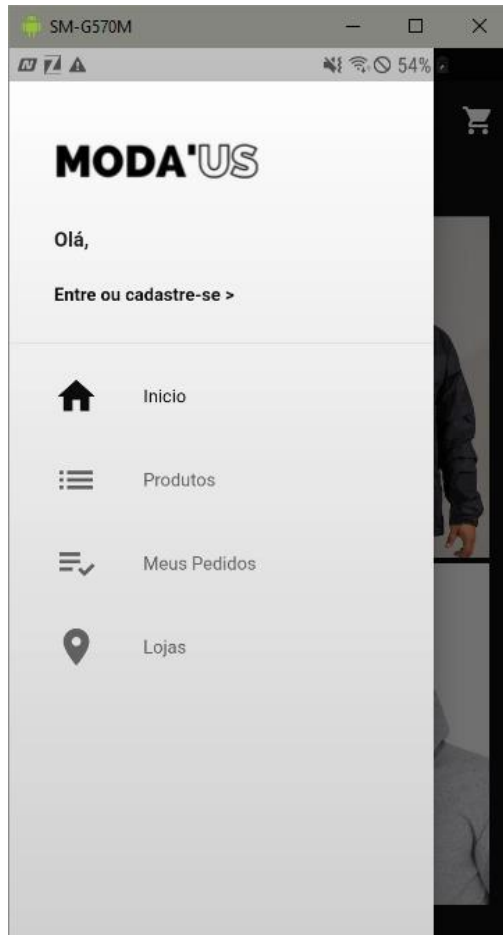 SM-G570M
54%
MODA'US
Olá,
Entre ou cadastre-se >
Inicio
Produtos
Meus Pedidos
Lojas